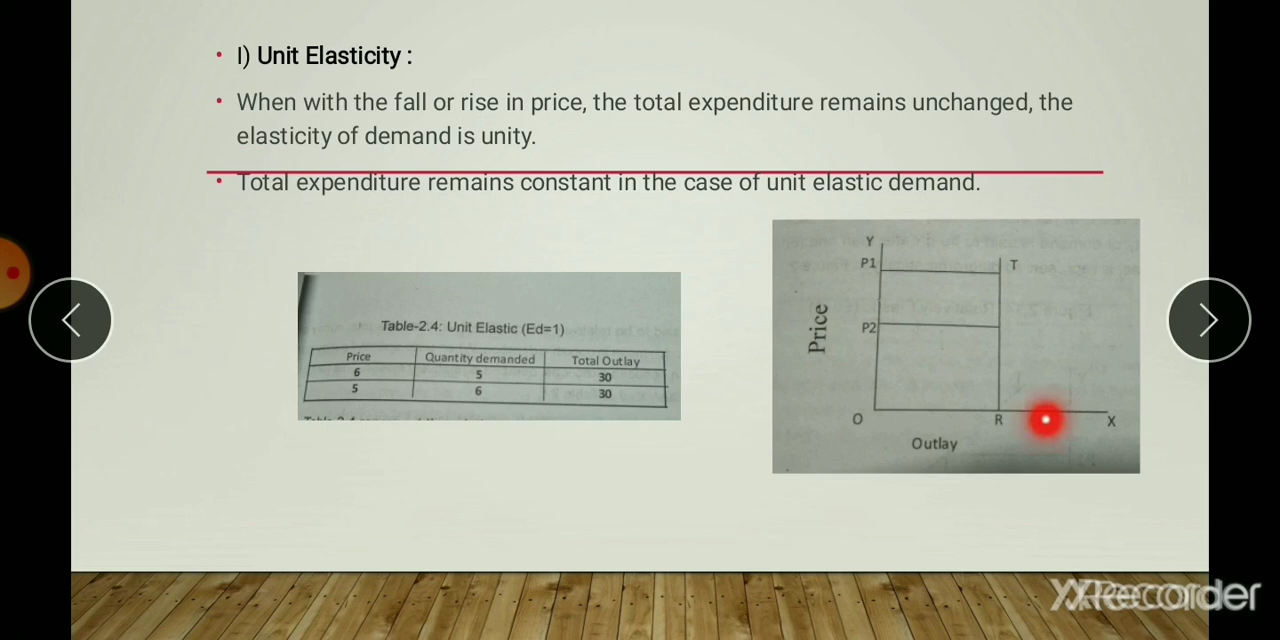 I) Unit Elasticity :
When with the fall or rise in price, the total expenditure remains unchanged, the
elasticity of demand is unity.
Total expenditure remains constant in the case of unit elastic demand.
Table-2.4: Unit Elastic (Ed=1)
Price Quantity demanded Total Outlay
6 5 30
5 6 30
Y
P1 T
Price
P2
O R X
Outlay
XRecorder